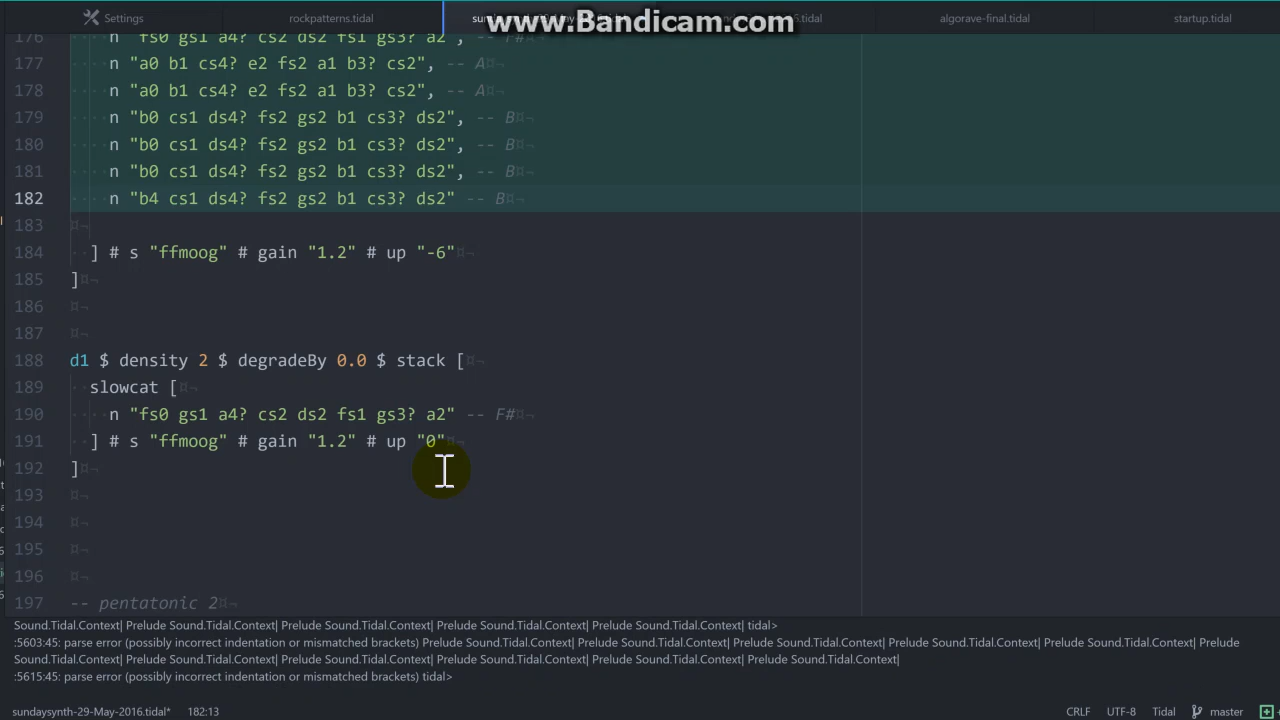 Settings rockpatterns.tidal algorave-final.tidal startup.tidal
www.Bandicam.com
176 n "fs0 gs1 a4? cs2 ds2 fs1 gs3? a2", -- F#
177 n "a0 b1 cs4? e2 fs2 a1 b3? cs2", -- A
178 n "a0 b1 cs4? e2 fs2 a1 b3? cs2", -- A
179 n "b0 cs1 ds4? fs2 gs2 b1 cs3? ds2", -- B
180 n "b0 cs1 ds4? fs2 gs2 b1 cs3? ds2", -- B
181 n "b0 cs1 ds4? fs2 gs2 b1 cs3? ds2", -- B
182 n "b4 cs1 ds4? fs2 gs2 b1 cs3? ds2" -- B
183
184 ] # s "ffmoog" # gain "1.2" # up "-6"
185 ]
186
187
188 d1 $ density 2 $ degradeBy 0.0 $ stack [
189 slowcat [
190 n "fs0 gs1 a4? cs2 ds2 fs1 gs3? a2" -- F#
191 ] # s "ffmoog" # gain "1.2" # up "0"
192 ]
193
194
195
196
197 -- pentatonic 2
Sound.Tidal.Context| Prelude Sound.Tidal.Context| Prelude Sound.Tidal.Context| Prelude Sound.Tidal.Context| Prelude Sound.Tidal.Context| tidal>
:5603:45: parse error (possibly incorrect indentation or mismatched brackets) Prelude Sound.Tidal.Context| Prelude Sound.Tidal.Context| Prelude Sound.Tidal.Context| Prelude Sound.Tidal.Context| Prelude
Sound.Tidal.Context| Prelude Sound.Tidal.Context| Prelude Sound.Tidal.Context| Prelude Sound.Tidal.Context| Prelude Sound.Tidal.Context| Prelude Sound.Tidal.Context|
:5615:45: parse error (possibly incorrect indentation or mismatched brackets) tidal>
sundaysynth-29-May-2016.tidal* 182:13 CRLF UTF-8 Tidal master